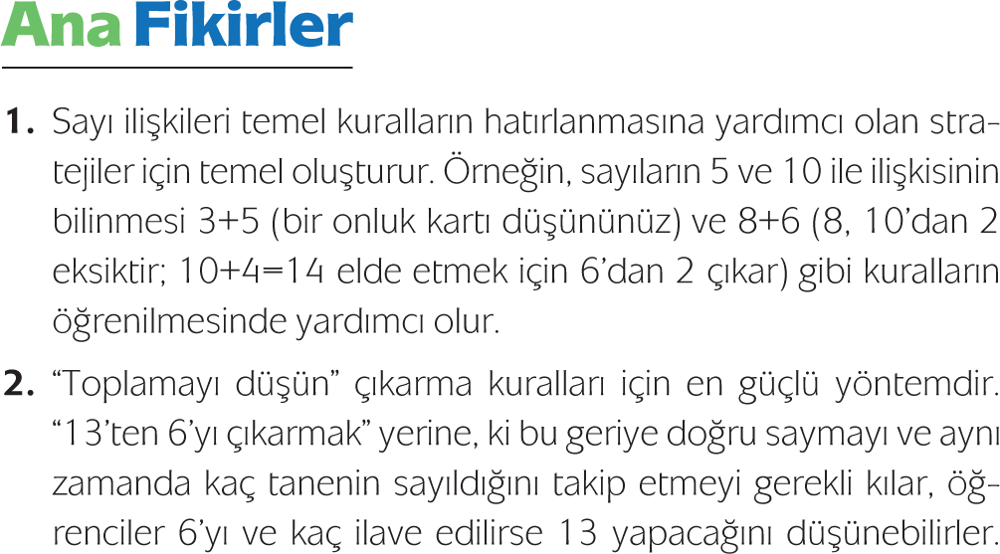 Ana Fikirler
1. Sayı ilişkileri temel kuralların hatırlanmasına yardımcı olan stra-
tejiler için temel oluşturur. Örneğin, sayıların 5 ve 10 ile ilişkisinin
bilinmesi 3+5 (bir onluk kartı düşününüz) ve 8+6 (8, 10’dan 2
eksiktir; 10+4=14 elde etmek için 6’dan 2 çıkar) gibi kuralların
öğrenilmesinde yardımcı olur.
2. “Toplamayı düşün” çıkarma kuralları için en güçlü yöntemdir.
“13’ten 6’yı çıkarmak” yerine, ki bu geriye doğru saymayı ve aynı
zamanda kaç tanenin sayıldığını takip etmeyi gerekli kılar, öğ-
renciler 6’yı ve kaç ilave edilirse 13 yapacağını düşünebilirler.